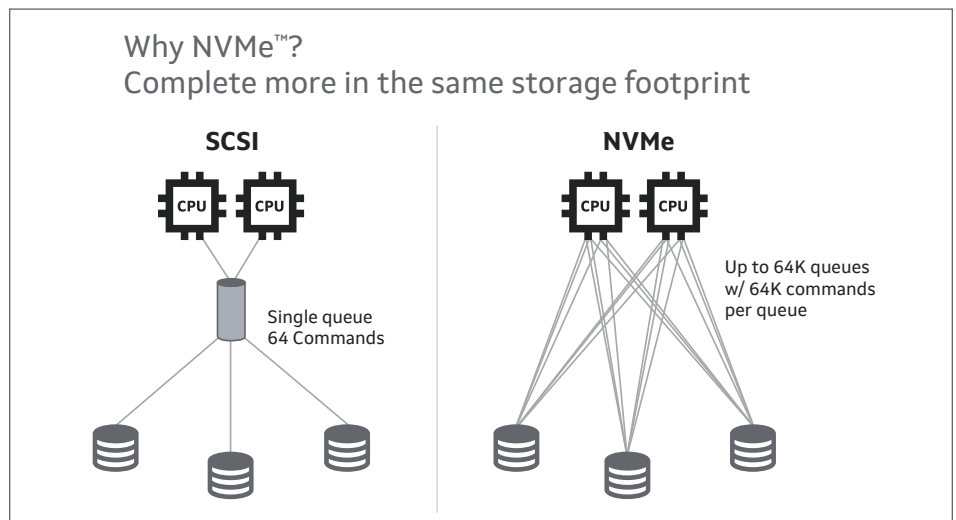 Why NVMe™?
Complete more in the same storage footprint
SCSI
CPU
CPU
Single queue
64 Commands
NVMe
CPU
CPU
Up to 64K queues
w/ 64K commands
per queue